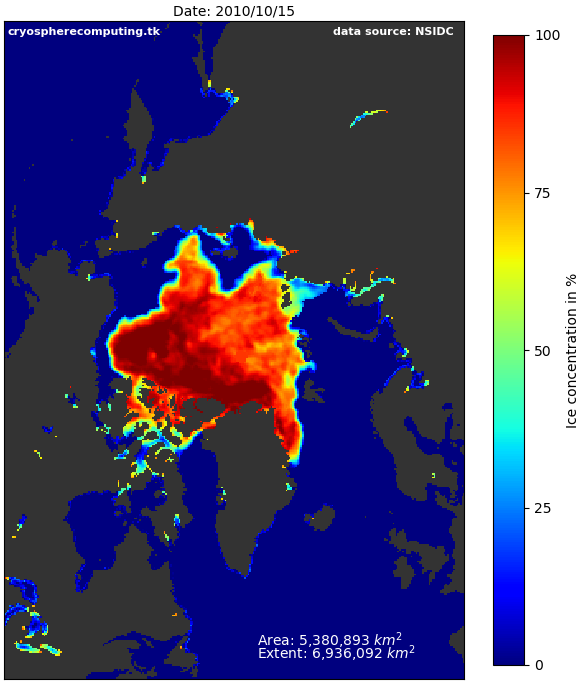 Date: 2010/10/15
cryospherecomputing.tk
data source: NSIDC
100
75
50
25
0
Ice concentration in %
Area: 5,380,893 km²
Extent: 6,936,092 km²